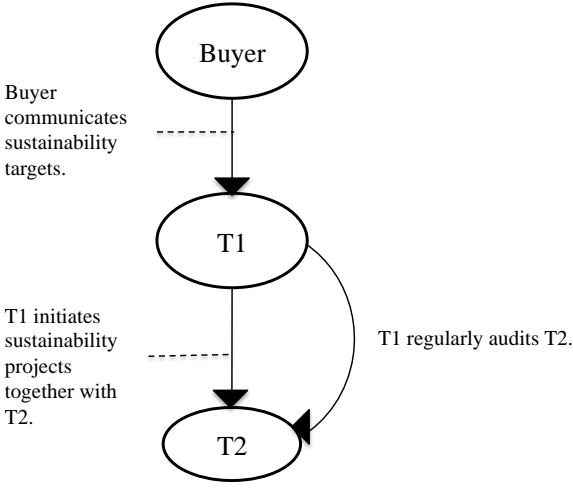 Buyer
Buyer
communicates
sustainability
targets.
T1
T1 initiates
sustainability
projects
together with
T2.
T1 regularly audits T2.
T2